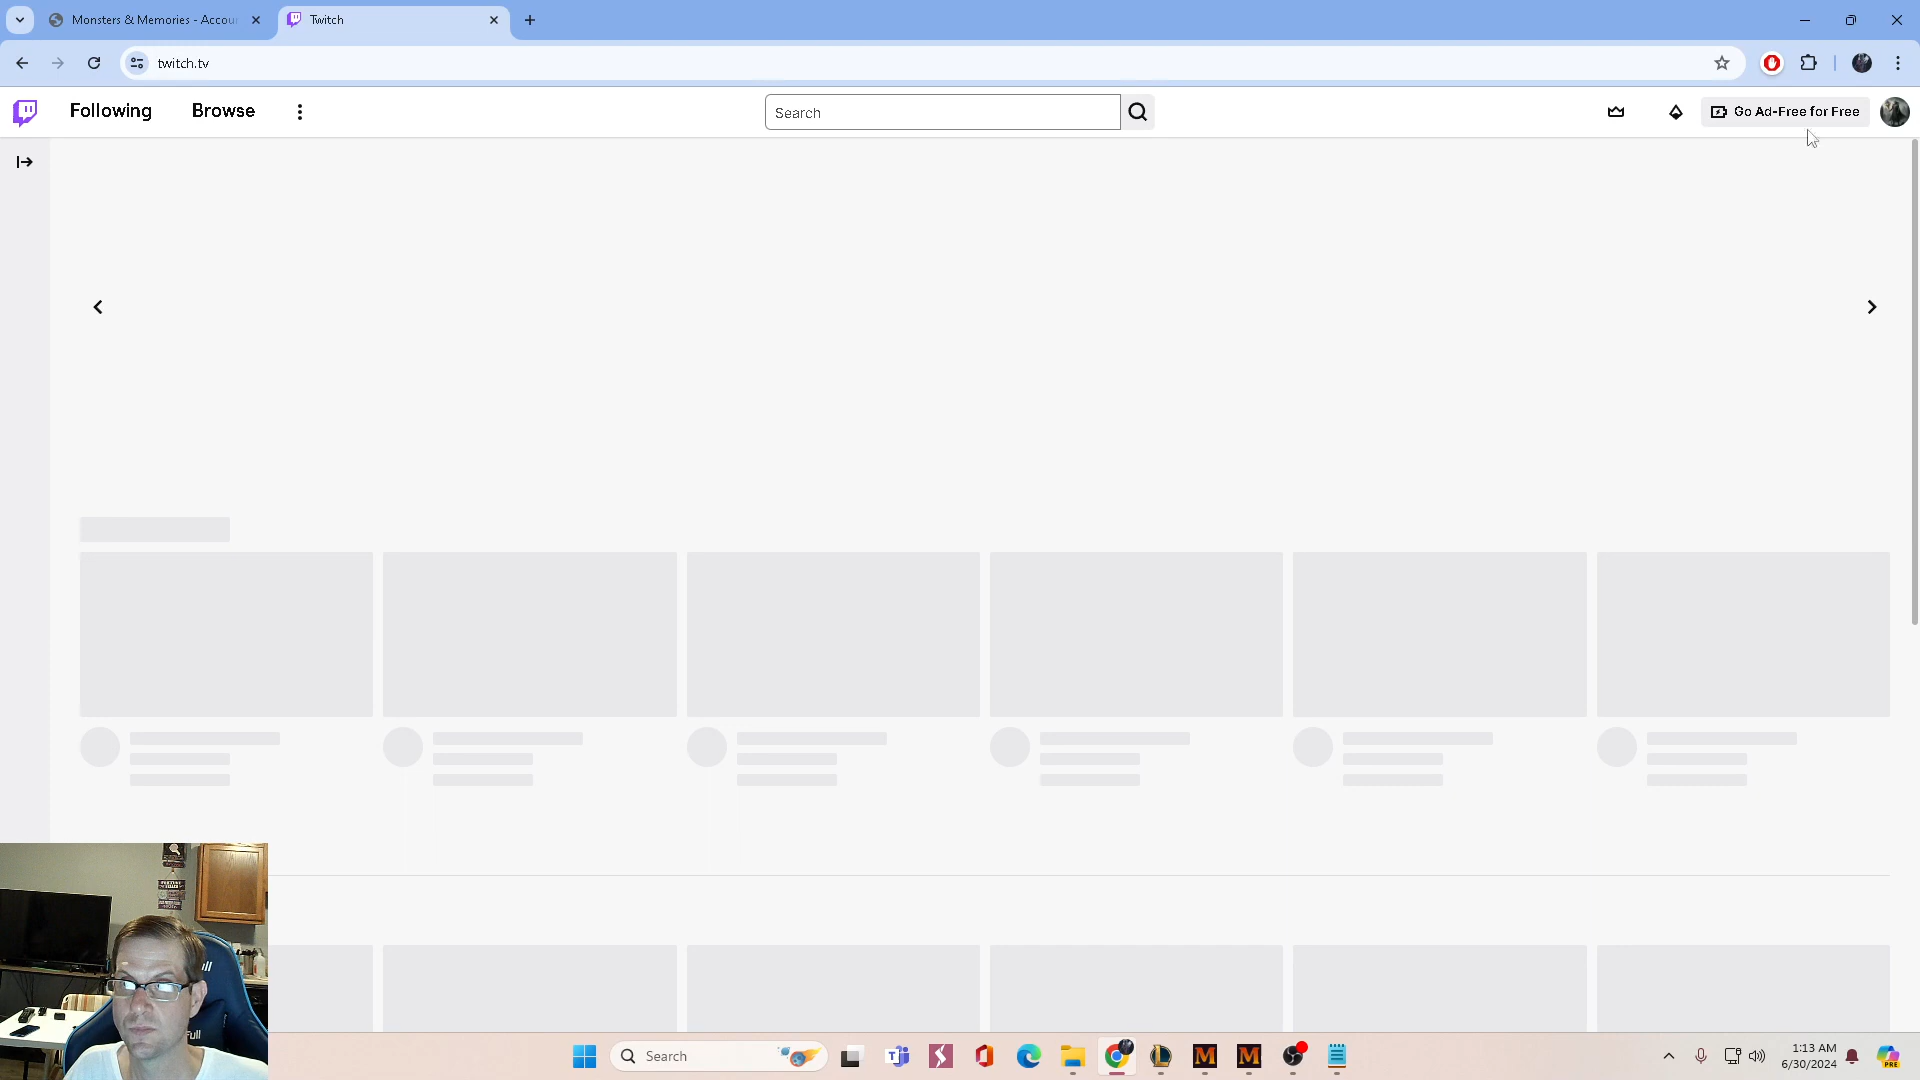 Monsters & Memories - Accou
Twitch
twitch.tv
Following
Browse
Search
Go Ad-Free for Free
Search
1:13 AM
6/30/2024